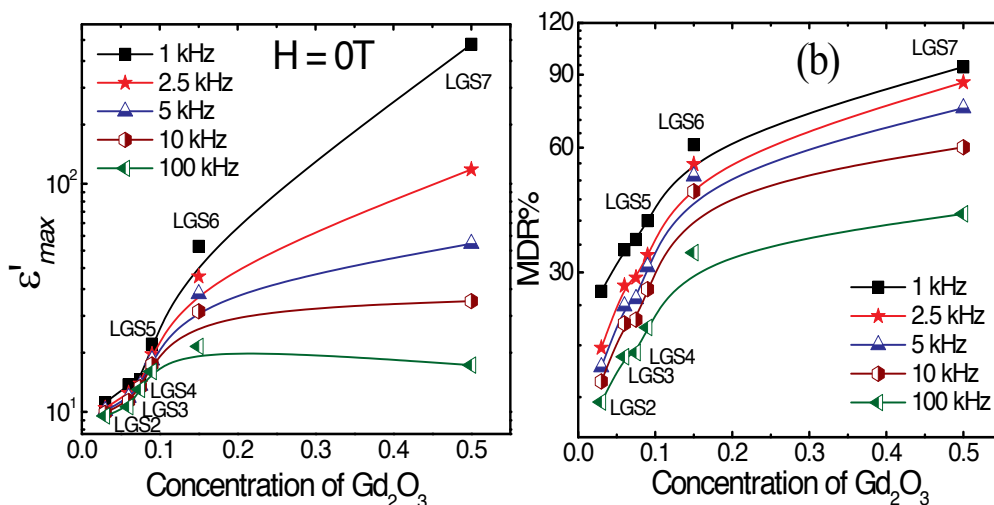 1 kHz
2.5 kHz
5 kHz
10 kHz
100 kHz
H = 0T
LGS7
LGS6
LGS5
LGS4
LGS3
LGS2
10²
10¹
ε'max
0.0 0.1 0.2 0.3 0.4 0.5
Concentration of Gd₂O₃
(b)
LGS7
LGS6
LGS5
LGS4
LGS3
LGS2
120
90
60
30
MDR%
1 kHz
2.5 kHz
5 kHz
10 kHz
100 kHz
0.0 0.1 0.2 0.3 0.4 0.5
Concentration of Gd₂O₃